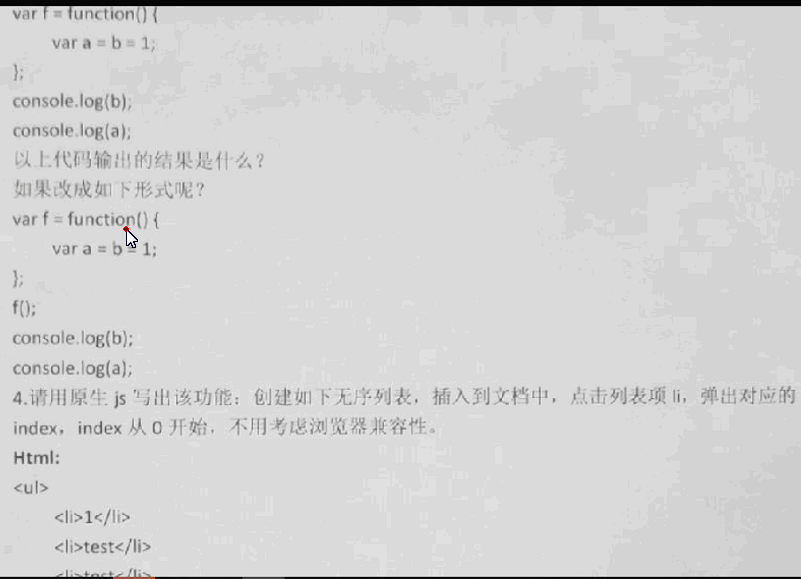 var f = function() {
var a = b = 1;
};
console.log(b);
console.log(a);
以上代码输出的结果是什么？
如果改成如下形式呢？
var f = function() {
var a = b = 1;
};
f();
console.log(b);
console.log(a);
4.请用原生 js 写出该功能：创建如下无序列表，插入到文档中，点击列表项 li，弹出对应的
index，index 从 0 开始，不用考虑浏览器兼容性。
Html:
<ul>
<li>1</li>
<li>test</li>
<li>test</li>